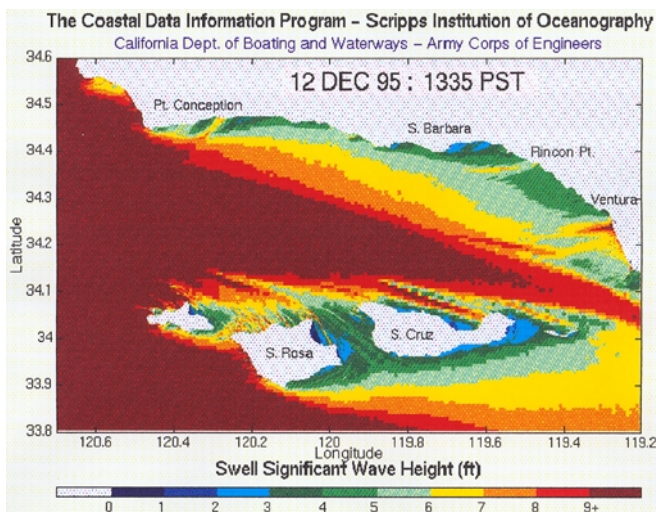 The Coastal Data Information Program – Scripps Institution of Oceanography
California Dept. of Boating and Waterways – Army Corps of Engineers
34.6
12 DEC 95 : 1335 PST
34.5
Pt. Conception
S. Barbara
34.4
Rincon Pt.
34.3
Ventura
34.2
Latitude
34.1
34
S. Rosa
S. Cruz
33.9
33.8
120.6 120.4 120.2 120 119.8 119.6 119.4 119.2
Longitude
Swell Significant Wave Height (ft)
0 1 2 3 4 5 6 7 8 9+